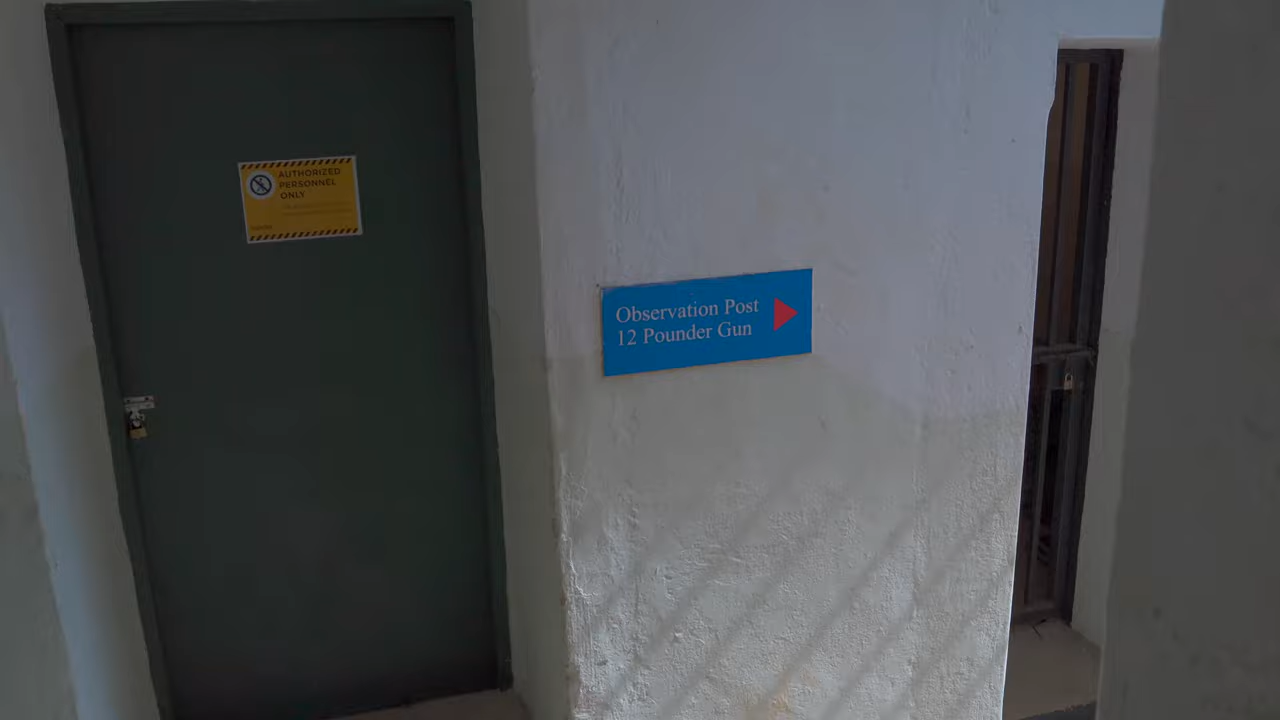 AUTHORIZED
PERSONNEL
ONLY
Observation Post
12 Pounder Gun